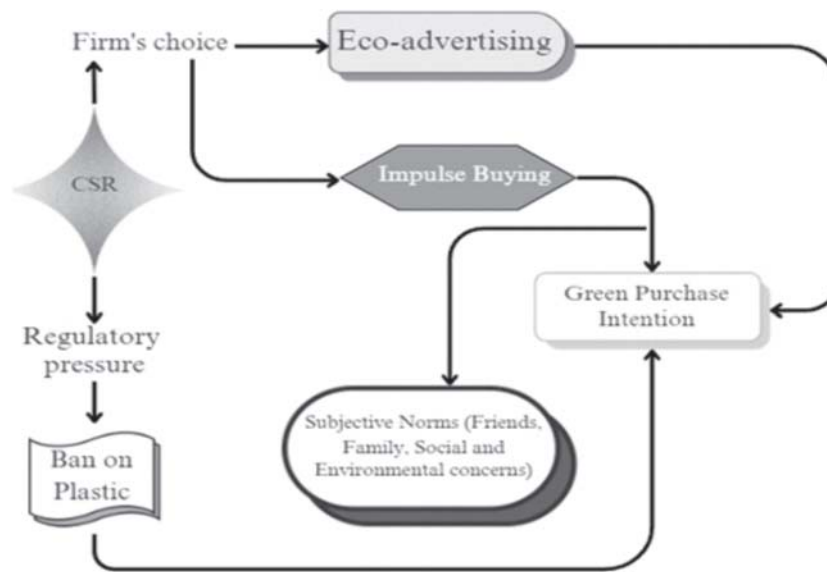 Firm's choice
Eco-advertising
CSR
Impulse Buying
Green Purchase
Intention
Regulatory
pressure
Subjective Norms (Friends,
Family, Social and
Environmental concerns)
Ban on
Plastic